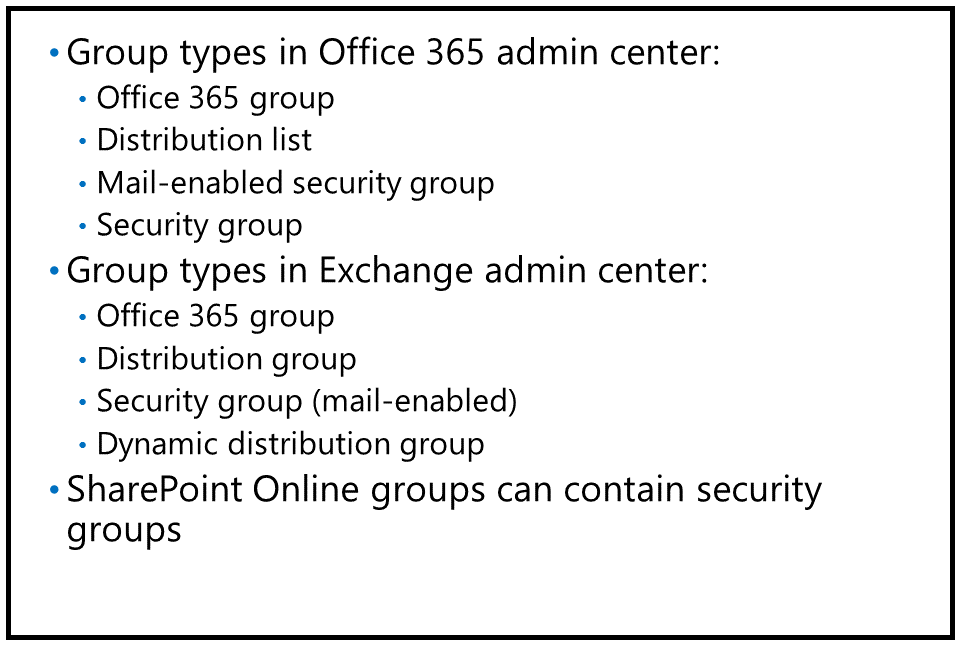 • Group types in Office 365 admin center:
• Office 365 group
• Distribution list
• Mail-enabled security group
• Security group
• Group types in Exchange admin center:
• Office 365 group
• Distribution group
• Security group (mail-enabled)
• Dynamic distribution group
• SharePoint Online groups can contain security
groups